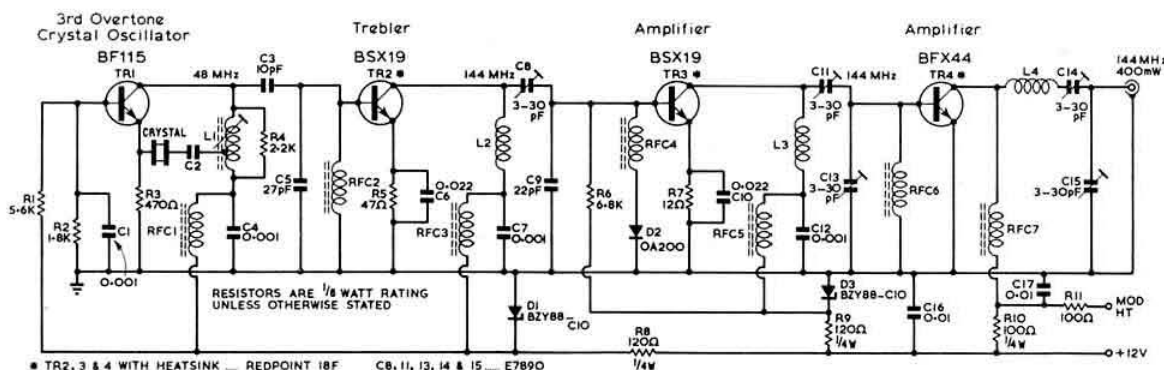 3rd Overtone
Crystal Oscillator
BF115
TR1
Trebler
BSX19
TR2 *
Amplifier
BSX19
TR3 *
Amplifier
BFX44
TR4 *
48 MHz
C3
10pF
144 MHz
C8
3-30
pF
C11
3-30
pF
144 MHz
L4
C14
3-30
pF
144 MHz
400mW
CRYSTAL
C2
L1
R4
2·2K
C5
27pF
RFC2
R5
47Ω
0·022
C6
L2
C9
22pF
RFC4
R6
6·8K
D2
OA200
R7
12Ω
0·022
C10
L3
C13
3-30
pF
RFC6
C15
3-30pF
R1
5·6K
R2
1·8K
C1
0·001
R3
470Ω
RFC1
C4
0·001
RFC3
C7
0·001
RFC5
C12
0·001
RFC7
RESISTORS ARE 1/8 WATT RATING
UNLESS OTHERWISE STATED
D1
BZY88-C10
D3
BZY88-C10
R8
120Ω
1/4W
R9
120Ω
1/4W
C16
0·01
C17
0·01
R10
100Ω
1/4W
R11
100Ω
MOD
HT
+12V
* TR2, 3 & 4 WITH HEATSINK __ REDPOINT 18F
C8, 11, 13, 14 & 15 __ E7890